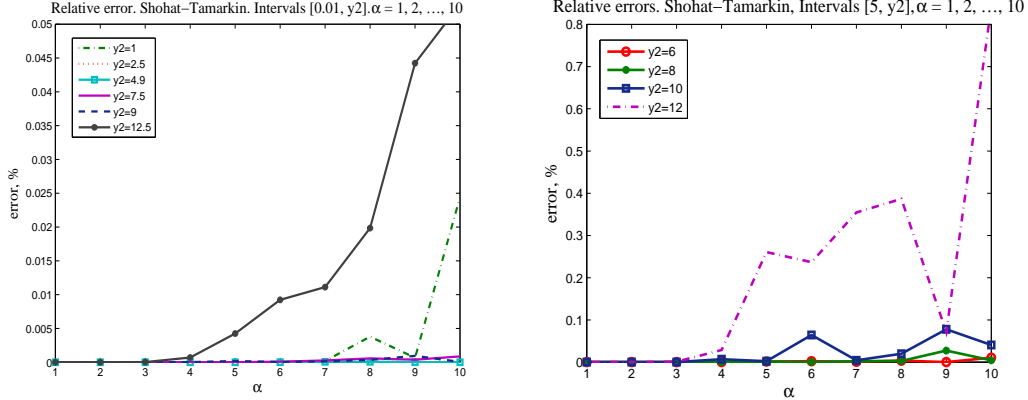 Relative error. Shohat−Tamarkin. Intervals [0.01, y2].α = 1, 2, ..., 10
0.05
0.045
0.04
0.035
0.03
0.025
0.02
0.015
0.01
0.005
0
error, %
y2=1
y2=2.5
y2=4.9
y2=7.5
y2=9
y2=12.5
1 2 3 4 5 6 7 8 9 10
α
Relative errors. Shohat−Tamarkin, Intervals [5, y2],α = 1, 2, ..., 10
0.8
0.7
0.6
0.5
0.4
0.3
0.2
0.1
0
error, %
y2=6
y2=8
y2=10
y2=12
1 2 3 4 5 6 7 8 9 10
α